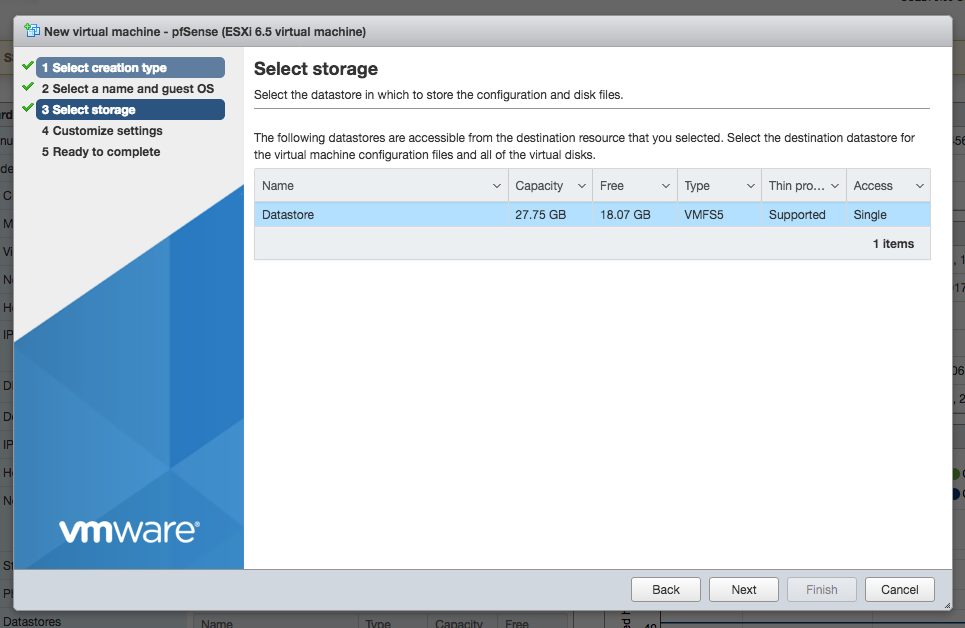 New virtual machine - pfSense (ESXi 6.5 virtual machine)
1 Select creation type
2 Select a name and guest OS
3 Select storage
4 Customize settings
5 Ready to complete
Select storage
Select the datastore in which to store the configuration and disk files.
The following datastores are accessible from the destination resource that you selected. Select the destination datastore for
the virtual machine configuration files and all of the virtual disks.
Name Capacity Free Type Thin pro... Access
Datastore 27.75 GB 18.07 GB VMFS5 Supported Single
1 items
vmware®
Back Next Finish Cancel
Datastores Name Type Capacity Free